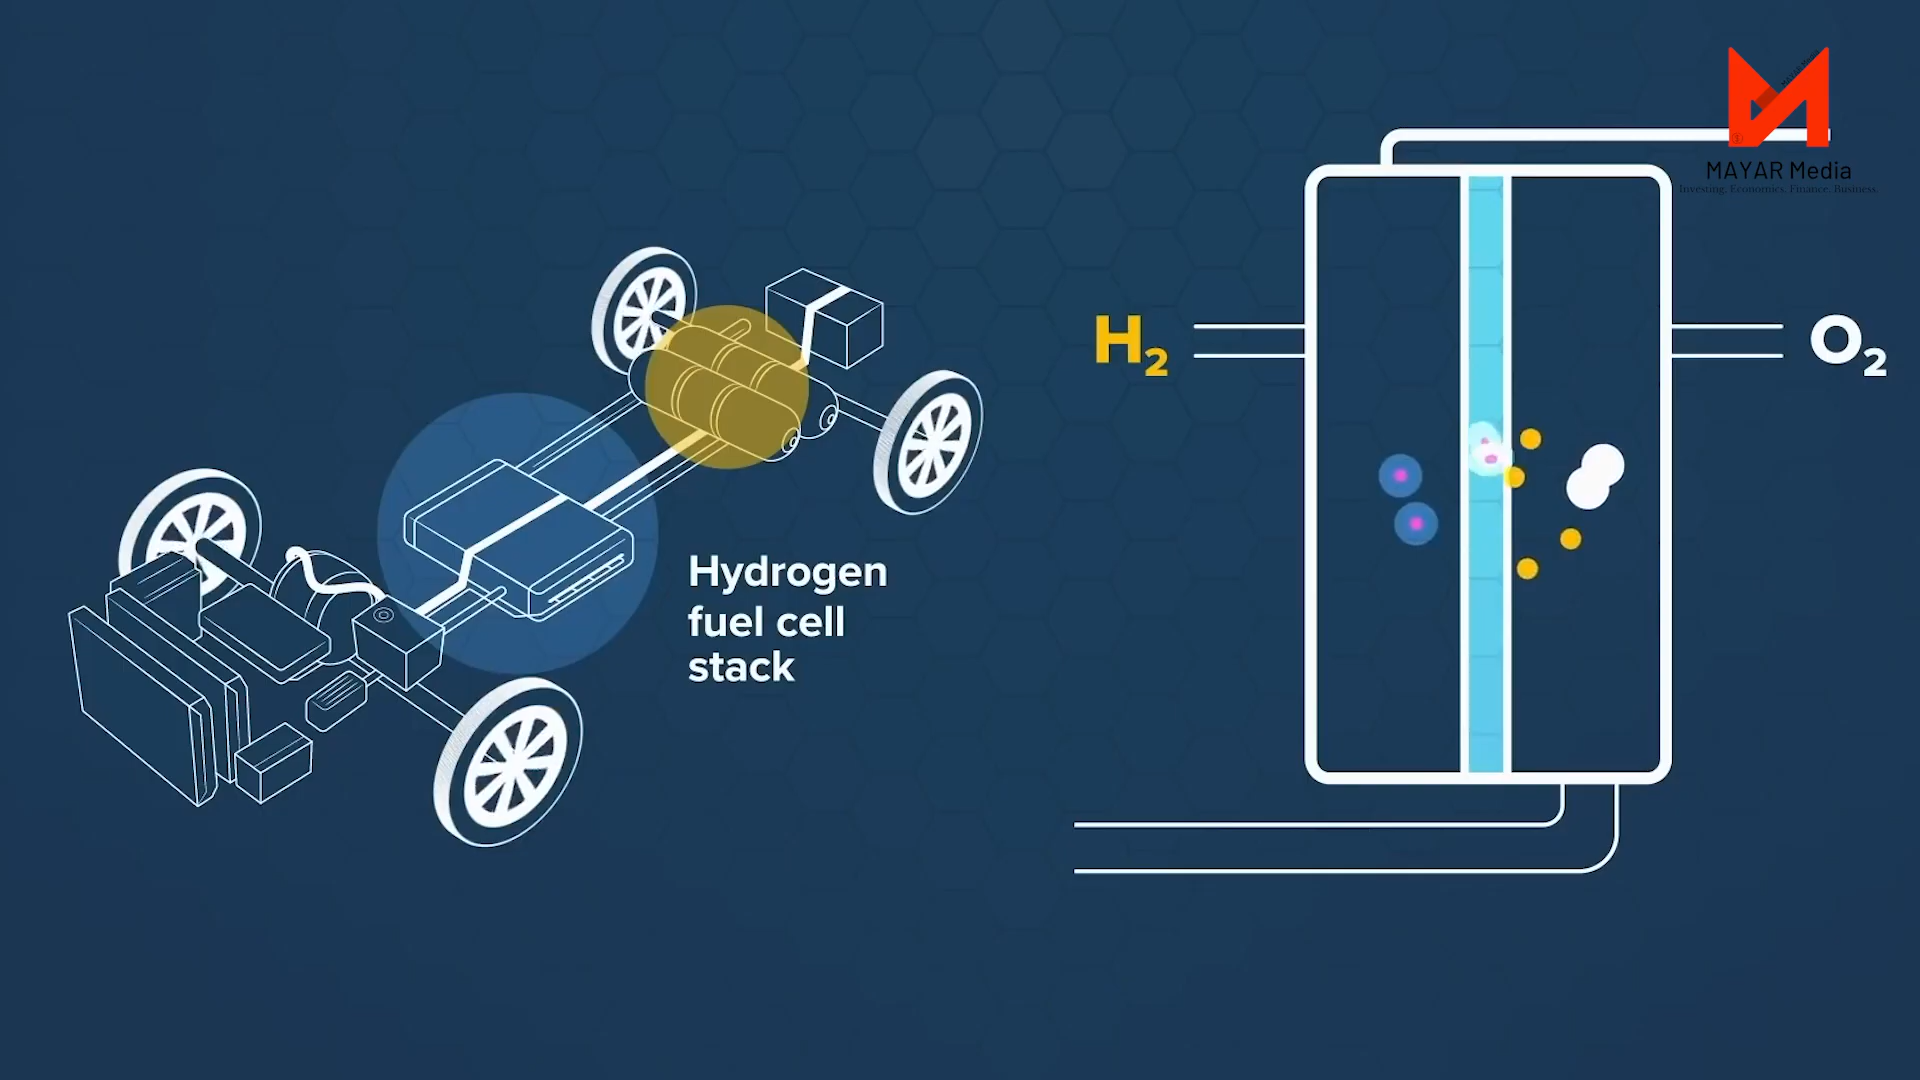 MAYAR Media
Investing. Economics. Finance. Business.
H₂
O₂
Hydrogen
fuel cell
stack